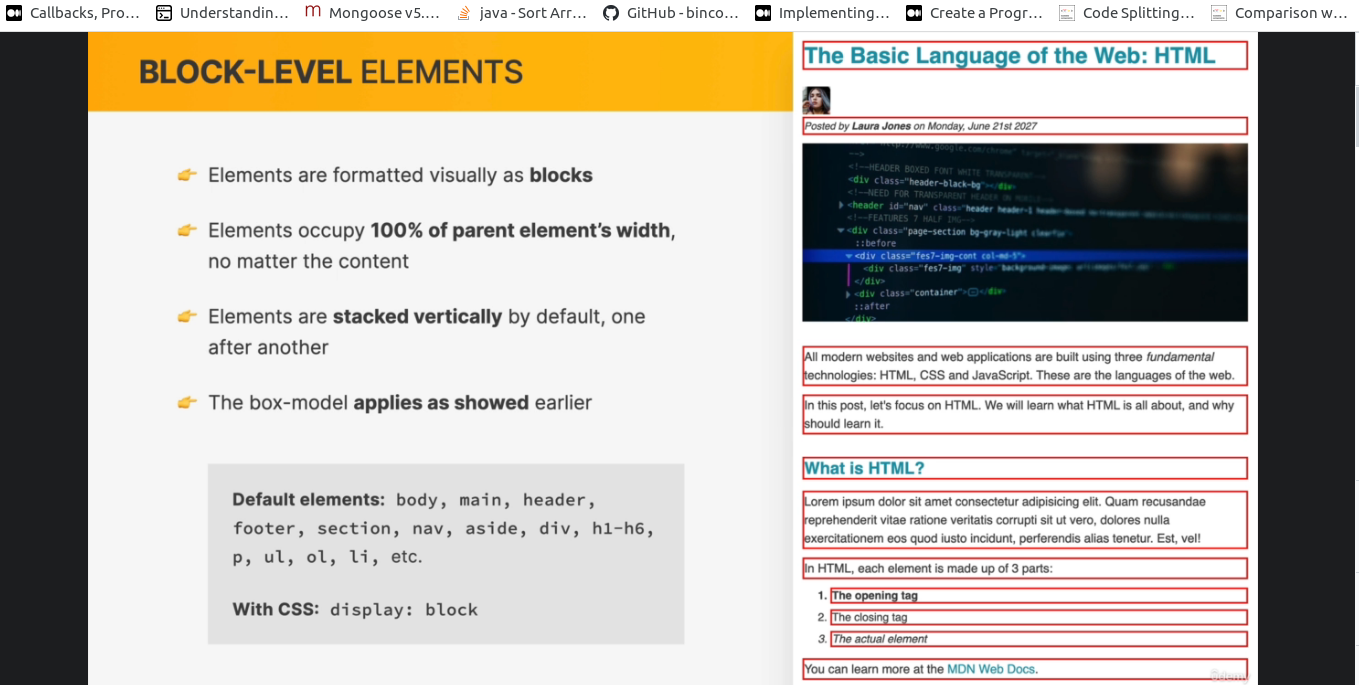 Callbacks, Pro… Understandin… Mongoose v5.… java - Sort Arr… GitHub - binco… Implementing… Create a Progr… Code Splitting… Comparison w…
BLOCK-LEVEL ELEMENTS
👉 Elements are formatted visually as blocks
👉 Elements occupy 100% of parent element’s width,
no matter the content
👉 Elements are stacked vertically by default, one
after another
👉 The box-model applies as showed earlier
Default elements: body, main, header,
footer, section, nav, aside, div, h1-h6,
p, ul, ol, li, etc.
With CSS: display: block
The Basic Language of the Web: HTML
Posted by Laura Jones on Monday, June 21st 2027
-->
<!--HEADER BOXED FONT WHITE TRANSPARENT-->
<div class="header-black-bg"></div>
<!--NEED FOR TRANSPARENT HEADER ON MOBILE-->
<header id="nav" class="header header-1 header-boxed
<!--FEATURES 7 HALF IMG-->
<div class="page-section bg-gray-light clearfix">
::before
<div class="fes7-img-cont col-md-5">
<div class="fes7-img" style="background-image:
</div>
<div class="container"></div>
::after
</div>
All modern websites and web applications are built using three fundamental
technologies: HTML, CSS and JavaScript. These are the languages of the web.
In this post, let's focus on HTML. We will learn what HTML is all about, and why
should learn it.
What is HTML?
Lorem ipsum dolor sit amet consectetur adipisicing elit. Quam recusandae
reprehenderit vitae ratione veritatis corrupti sit ut vero, dolores nulla
exercitationem eos quod iusto incidunt, perferendis alias tenetur. Est, vel!
In HTML, each element is made up of 3 parts:
1. The opening tag
2. The closing tag
3. The actual element
You can learn more at the MDN Web Docs.
Udemy